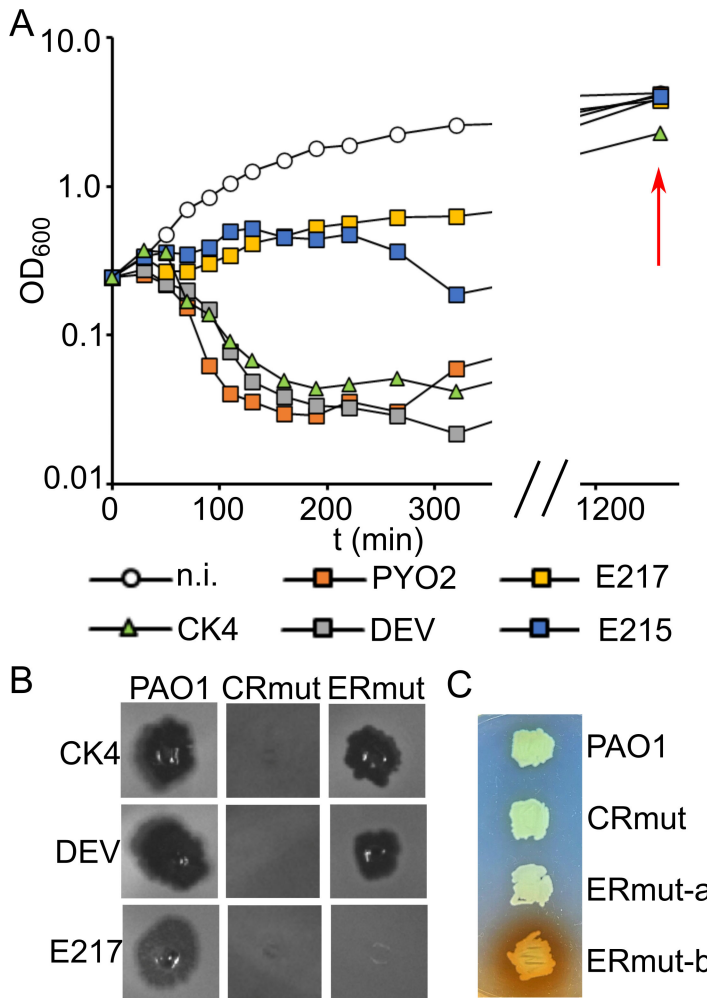 A
10.0
1.0
0.1
0.01
OD600
0 100 200 300 1200
t (min)
n.i. PYO2 E217
CK4 DEV E215
B
PAO1 CRmut ERmut
CK4
DEV
E217
C
PAO1
CRmut
ERmut-a
ERmut-b